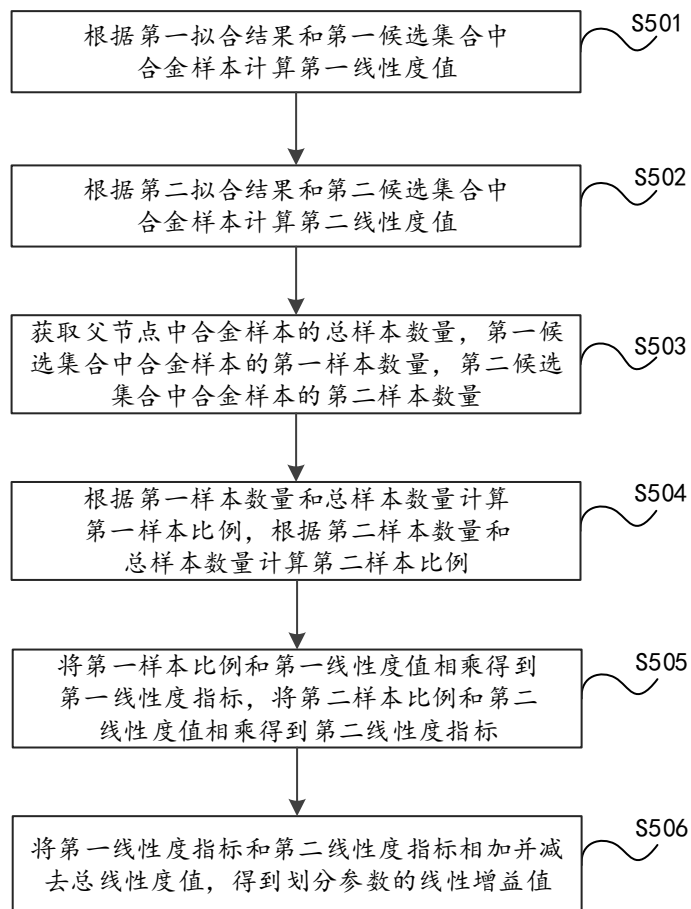 根据第一拟合结果和第一候选集合中
合金样本计算第一线性度值
S501
根据第二拟合结果和第二候选集合中
合金样本计算第二线性度值
S502
获取父节点中合金样本的总样本数量，第一候
选集合中合金样本的第一样本数量，第二候选
集合中合金样本的第二样本数量
S503
根据第一样本数量和总样本数量计算
第一样本比例，根据第二样本数量和
总样本数量计算第二样本比例
S504
将第一样本比例和第一线性度值相乘得到
第一线性度指标，将第二样本比例和第二
线性度值相乘得到第二线性度指标
S505
将第一线性度指标和第二线性度指标相加并减
去总线性度值，得到划分参数的线性增益值
S506